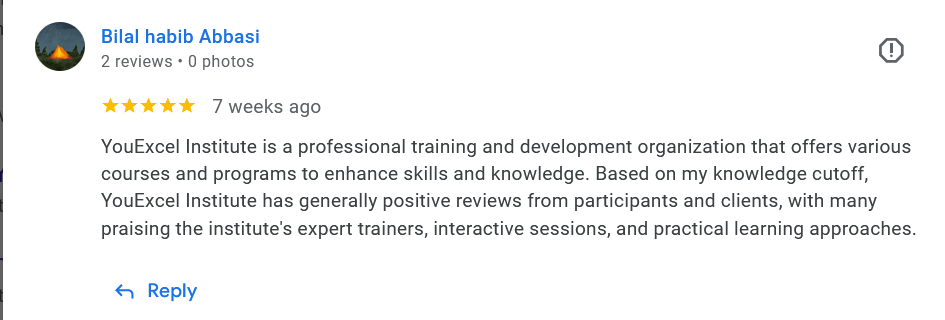 Bilal habib Abbasi
2 reviews • 0 photos
7 weeks ago
YouExcel Institute is a professional training and development organization that offers various
courses and programs to enhance skills and knowledge. Based on my knowledge cutoff,
YouExcel Institute has generally positive reviews from participants and clients, with many
praising the institute's expert trainers, interactive sessions, and practical learning approaches.
Reply